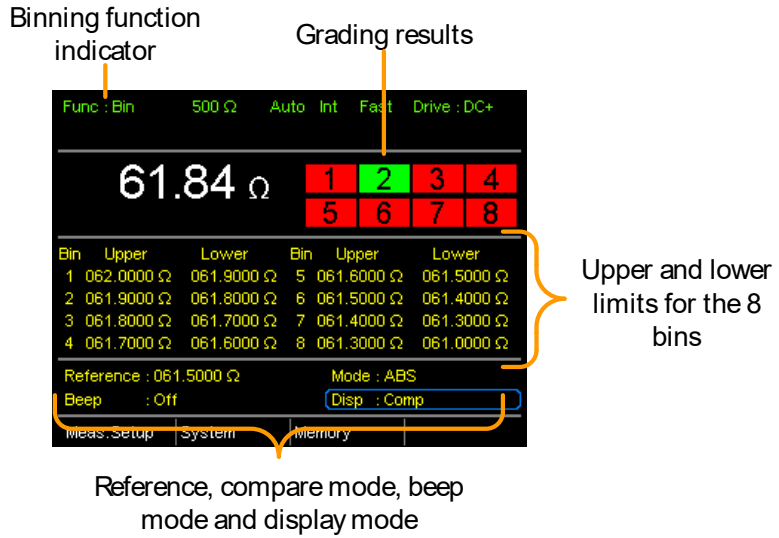 Binning function
indicator
Grading results
Func : Bin 500 Ω Auto Int Fast Drive : DC+
61.84 Ω
1 2 3 4
5 6 7 8
Bin Upper Lower Bin Upper Lower
1 062.0000 Ω 061.9000 Ω 5 061.6000 Ω 061.5000 Ω
2 061.9000 Ω 061.8000 Ω 6 061.5000 Ω 061.4000 Ω
3 061.8000 Ω 061.7000 Ω 7 061.4000 Ω 061.3000 Ω
4 061.7000 Ω 061.6000 Ω 8 061.3000 Ω 061.0000 Ω
Upper and lower
limits for the 8
bins
Reference : 061.5000 Ω Mode : ABS
Beep : Off Disp : Comp
Meas.Setup System Memory
Reference, compare mode, beep
mode and display mode